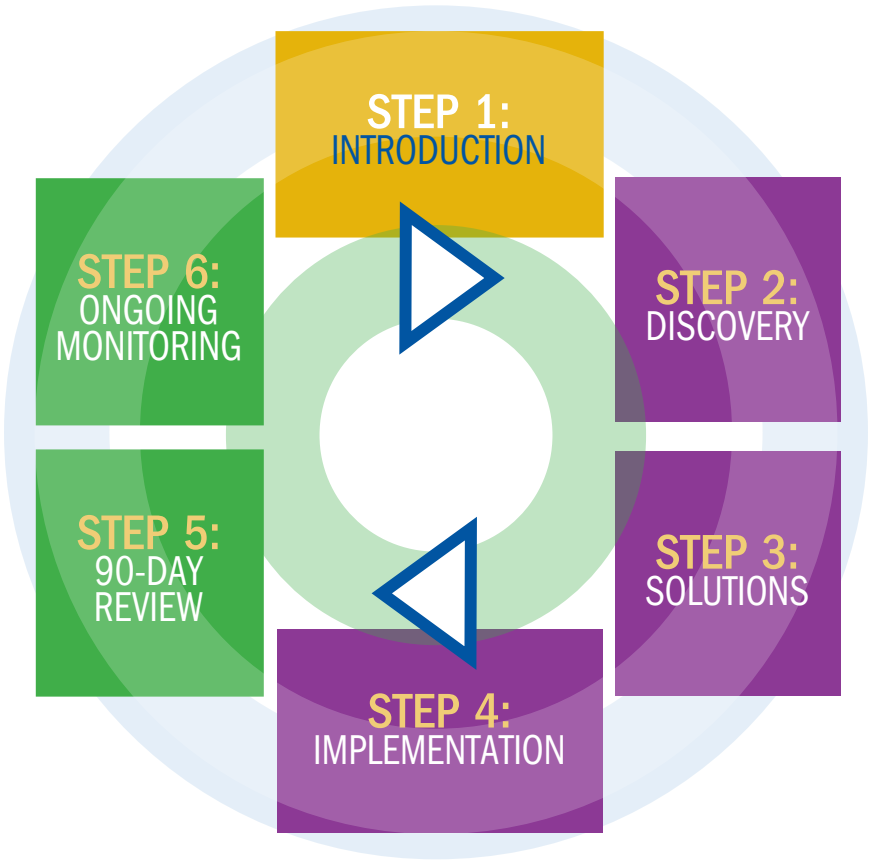 STEP 1:
INTRODUCTION
STEP 2:
DISCOVERY
STEP 3:
SOLUTIONS
STEP 4:
IMPLEMENTATION
STEP 5:
90-DAY
REVIEW
STEP 6:
ONGOING
MONITORING